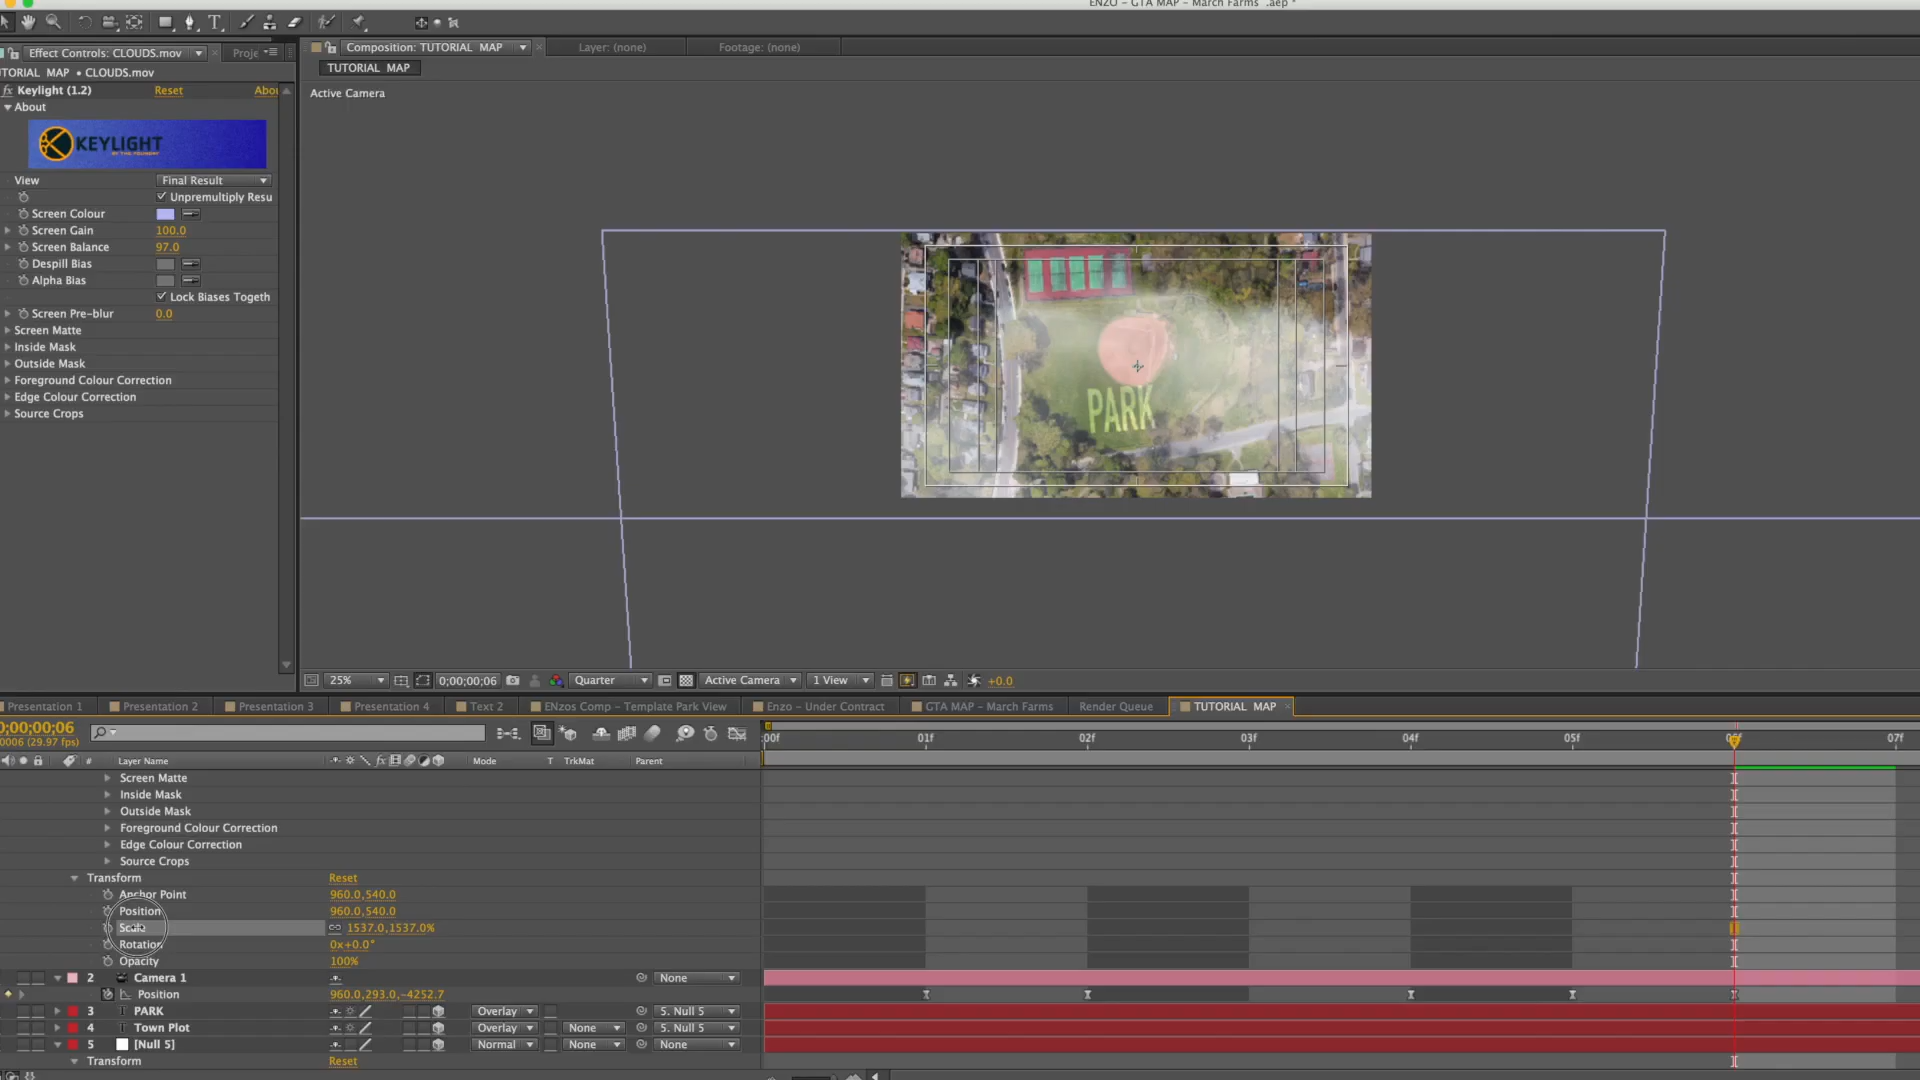 ENZO - GTA MAP - March Farms .aep *
Effect Controls: CLOUDS.mov
Proje
Composition: TUTORIAL MAP
Layer: (none)
Footage: (none)
TUTORIAL MAP • CLOUDS.mov
TUTORIAL MAP
Keylight (1.2)
Reset
Abou
Active Camera
About
KEYLIGHT
BY THE FOUNDRY
View
Final Result
Unpremultiply Resu
Screen Colour
Screen Gain
100.0
Screen Balance
97.0
Despill Bias
Alpha Bias
Lock Biases Togeth
Screen Pre-blur
0.0
Screen Matte
Inside Mask
Outside Mask
Foreground Colour Correction
Edge Colour Correction
Source Crops
PARK
25%
0;00;00;06
Quarter
Active Camera
1 View
+0.0
Presentation 1
Presentation 2
Presentation 3
Presentation 4
Text 2
ENzos Comp - Template Park View
Enzo - Under Contract
GTA MAP - March Farms
Render Queue
TUTORIAL MAP
0;00;00;06
0006 (29.97 fps)
:00f
01f
02f
03f
04f
05f
07f
#
Layer Name
Mode
T
TrkMat
Parent
Screen Matte
Inside Mask
Outside Mask
Foreground Colour Correction
Edge Colour Correction
Source Crops
Transform
Reset
Anchor Point
960.0,540.0
Position
960.0,540.0
Scale
1537.0,1537.0%
Rotation
0x+0.0°
Opacity
100%
2
Camera 1
None
Position
960.0,293.0,-4252.7
3
T
PARK
Overlay
5. Null 5
4
T
Town Plot
Overlay
None
5. Null 5
5
[Null 5]
Normal
None
None
Transform
Reset